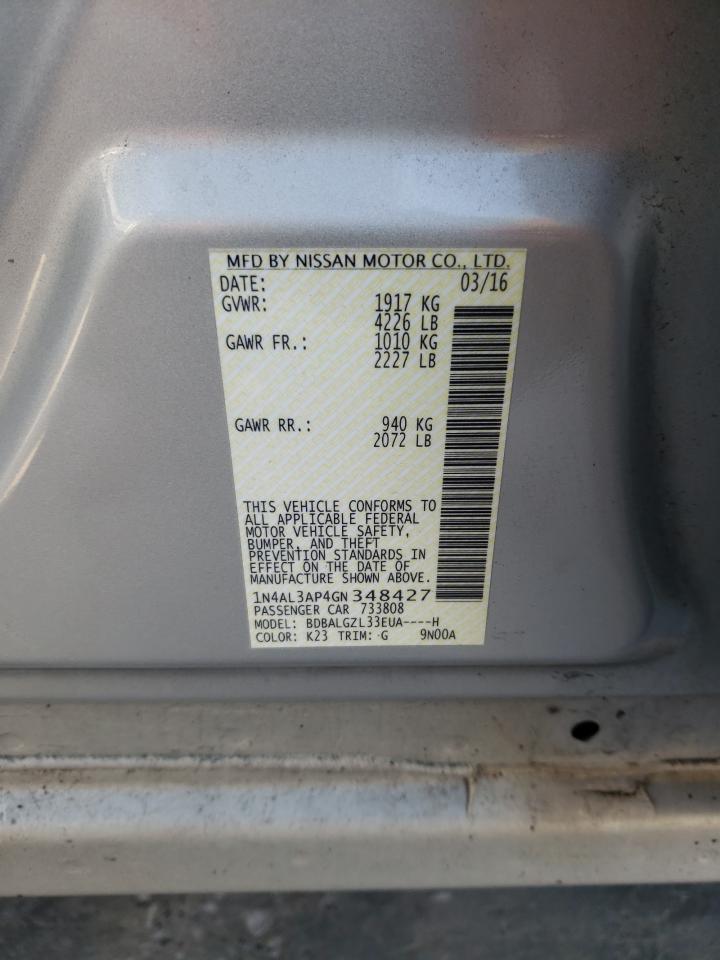 MFD BY NISSAN MOTOR CO., LTD.
DATE: 03/16
GVWR: 1917 KG
4226 LB
GAWR FR.: 1010 KG
2227 LB
GAWR RR.: 940 KG
2072 LB
THIS VEHICLE CONFORMS TO
ALL APPLICABLE FEDERAL
MOTOR VEHICLE SAFETY,
BUMPER, AND THEFT
PREVENTION STANDARDS IN
EFFECT ON THE DATE OF
MANUFACTURE SHOWN ABOVE.
1N4AL3AP4GN348427
PASSENGER CAR 733808
MODEL: BDBALGZL33EUA----H
COLOR: K23 TRIM: G 9N00A